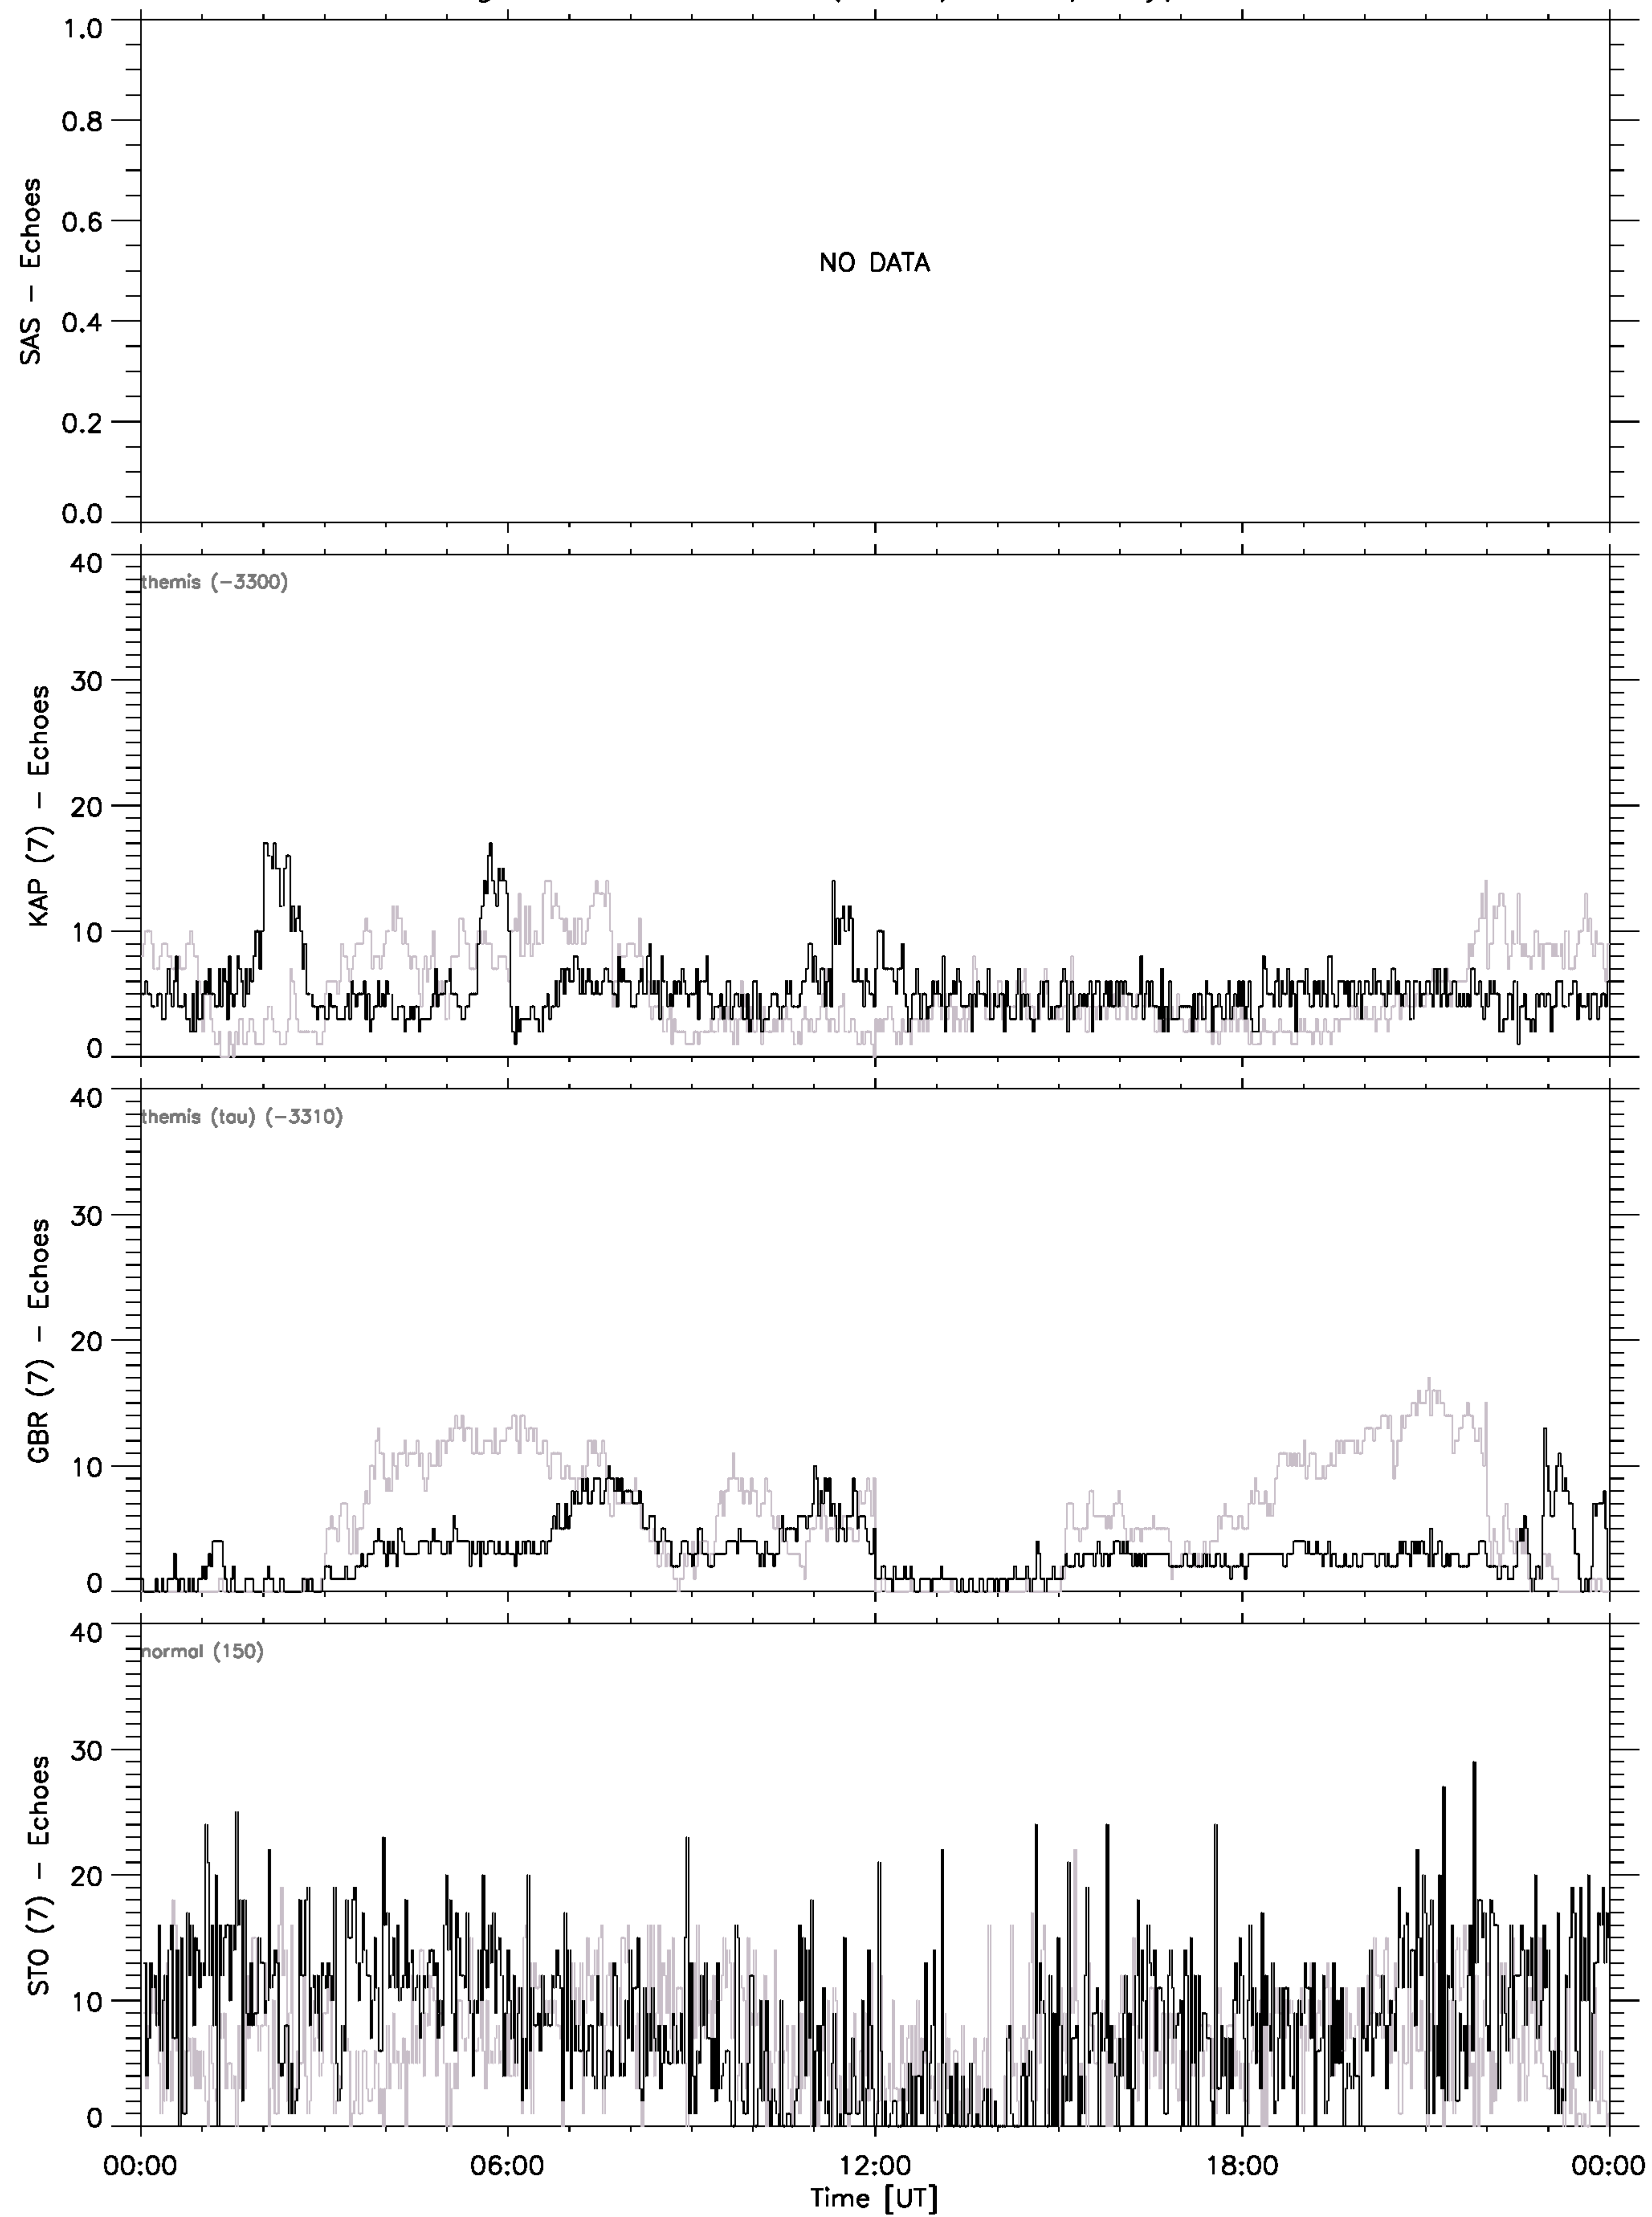 1.0
0.8
0.6
0.4
0.2
0.0
SAS - Echoes
NO DATA
40
30
20
10
0
KAP (7) - Echoes
themis (-3300)
40
30
20
10
0
GBR (7) - Echoes
themis (tau) (-3310)
40
30
20
10
0
STO (7) - Echoes
normal (150)
00:00 06:00 12:00 18:00 00:00
Time [UT]